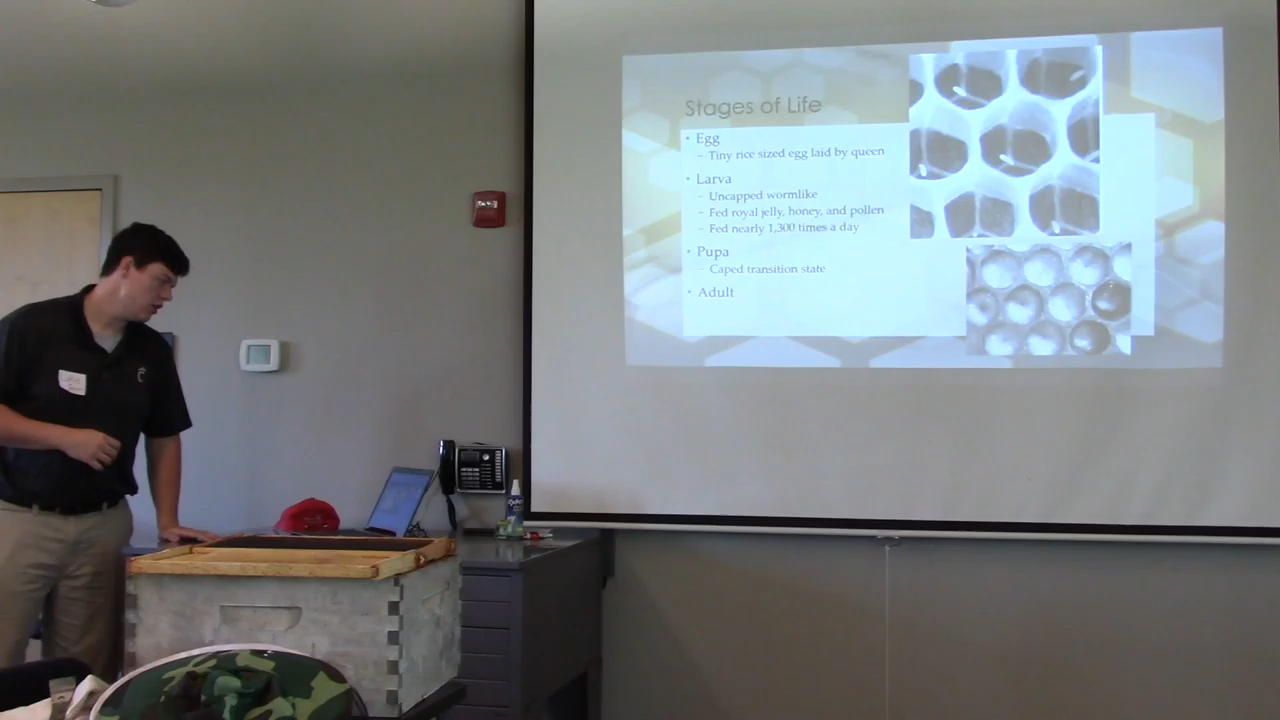 Stages of Life
• Egg
– Tiny rice sized egg laid by queen
• Larva
– Uncapped wormlike
– Fed royal jelly, honey, and pollen
– Fed nearly 1,300 times a day
• Pupa
– Caped transition state
• Adult